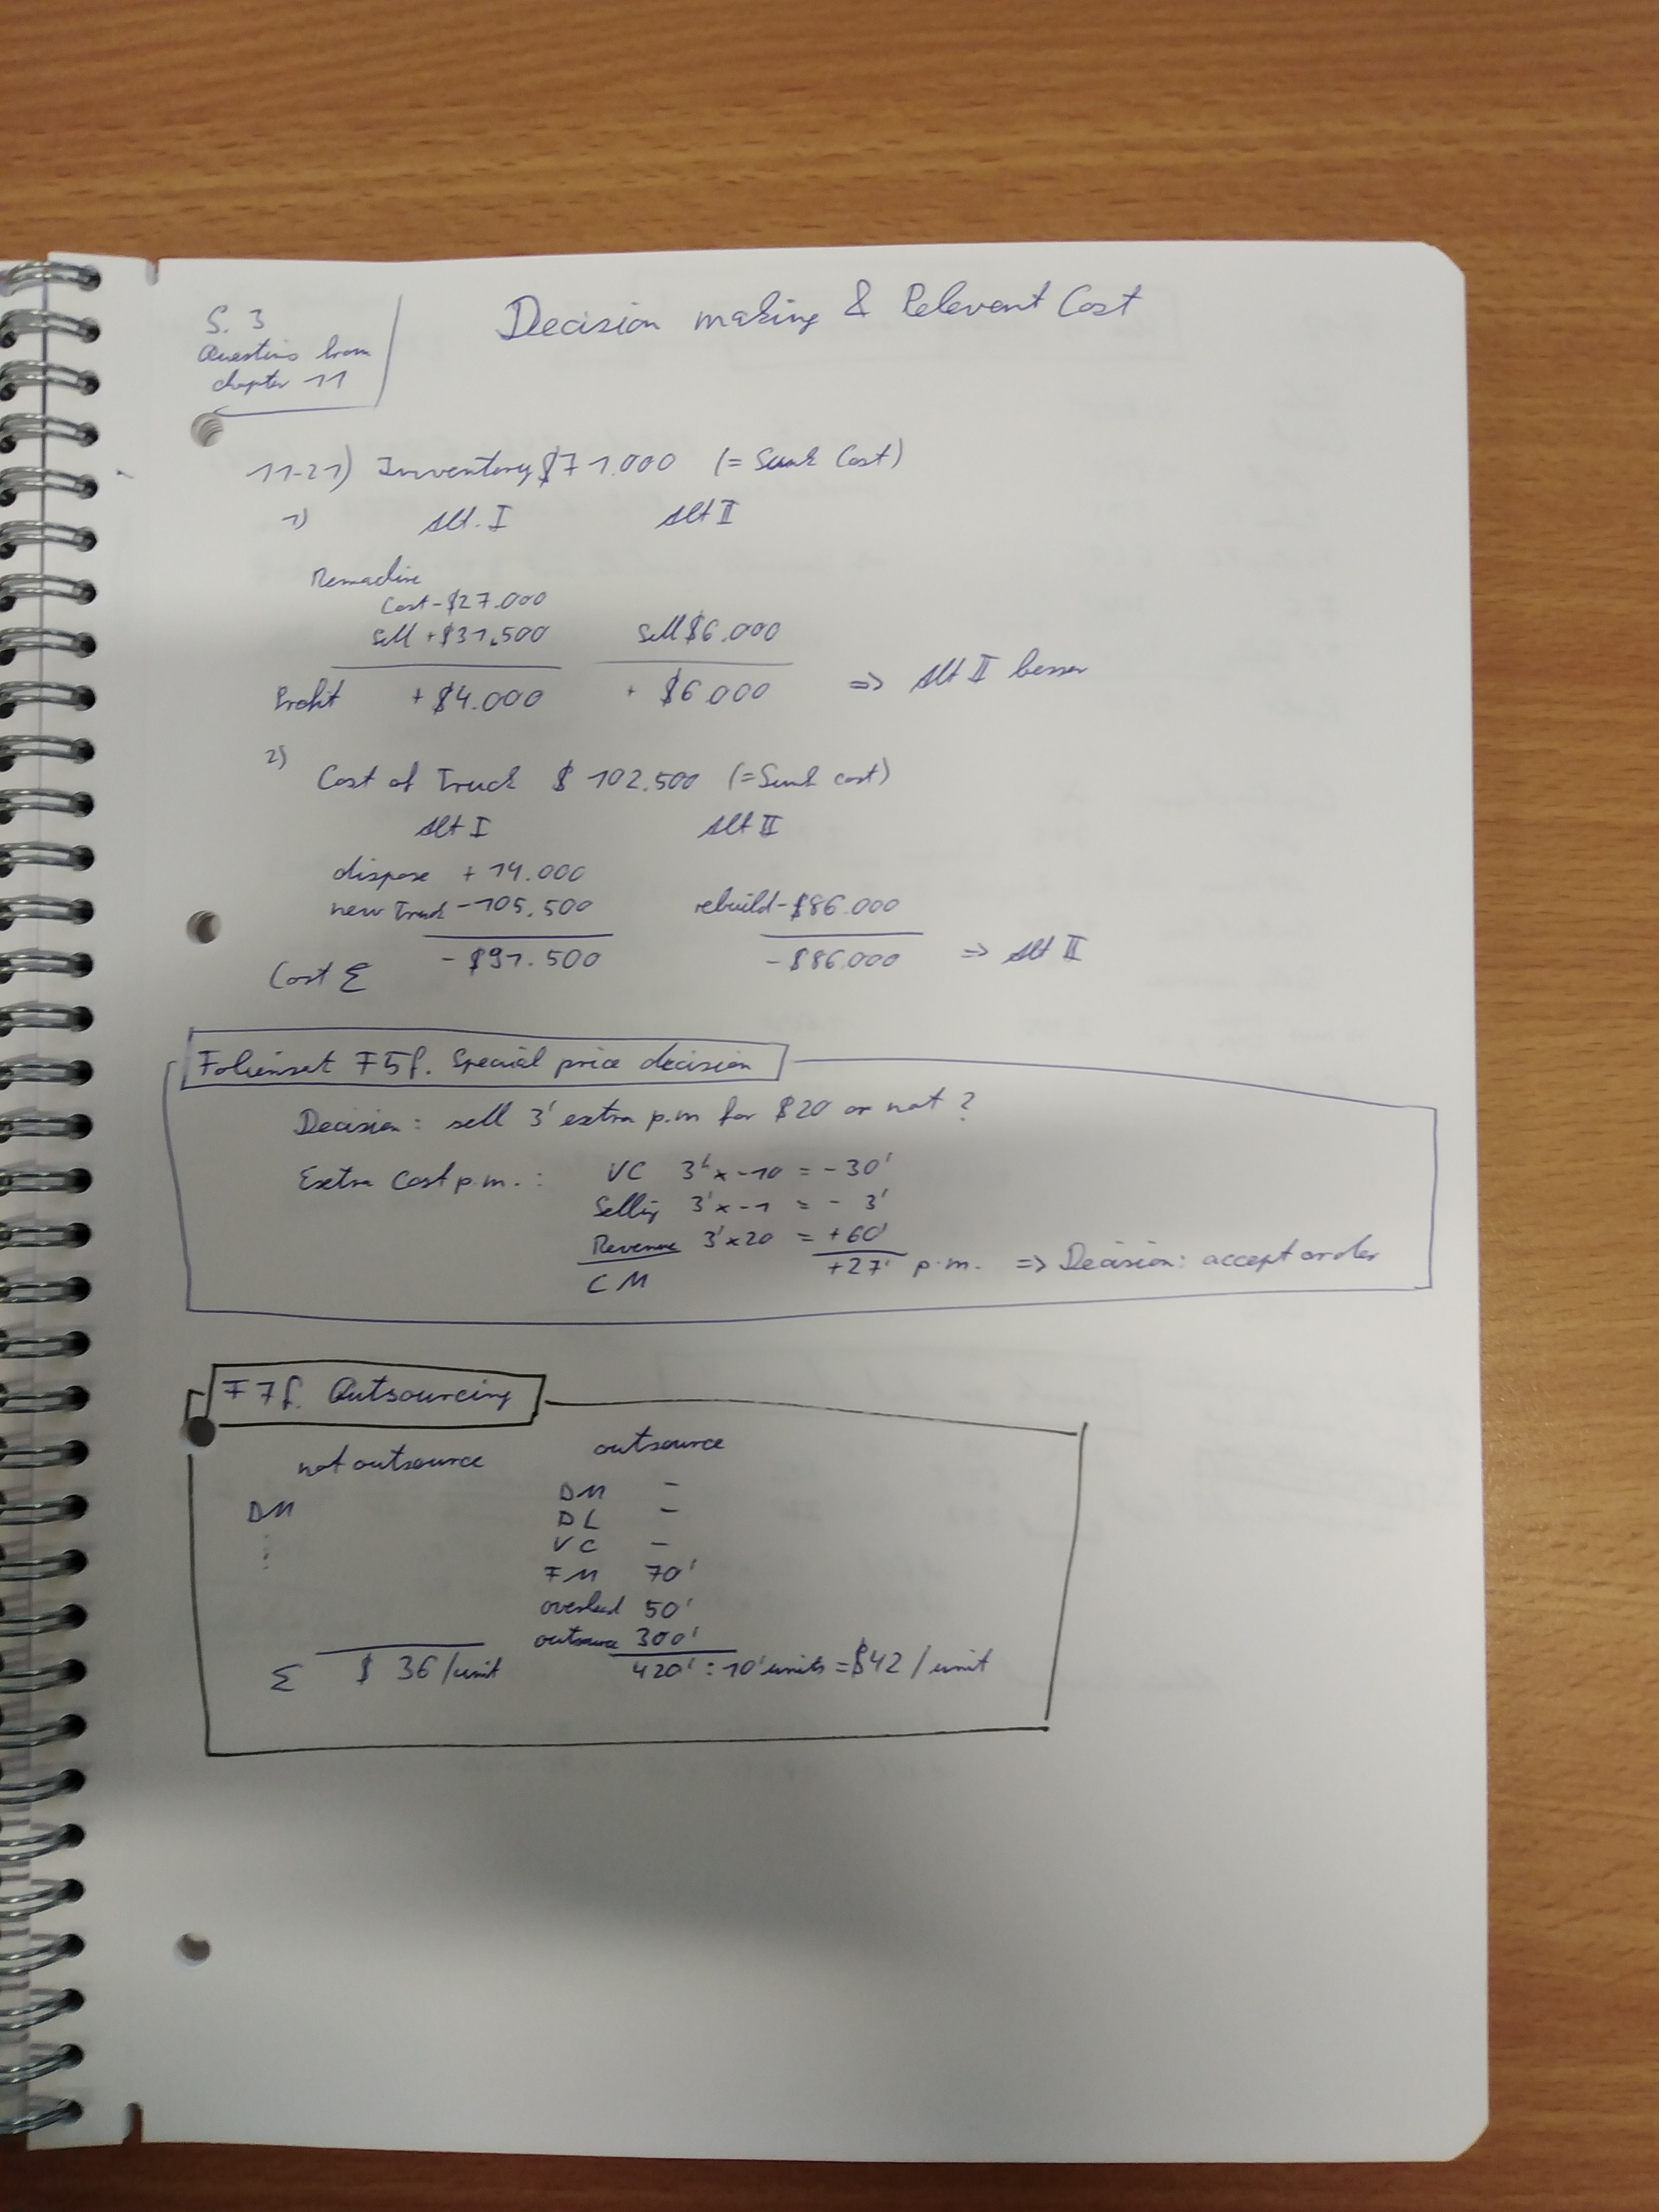 S. 3
Questions from
chapter 11
Decision making & Relevant Cost
11-21) Inventory $71.000 (= Sunk Cost)
1) Alt. I Alt II
Remachine
Cost -$27.000
sell +$31.500 sell $6.000
Profit +$4.000 + $6.000 => Alt II besser
2) Cost of Truck $ 102.500 (= Sunk cost)
Alt I Alt II
dispose + 14.000
new Truck -105.500 rebuild -$86.000
Cost Σ -$91.500 -$86.000 => Alt II
Folienset F5f. Special price decision
Decision: sell 3' extra p.m for $20 or not?
Extra Cost p.m.: VC 3' x -10 = -30'
Selling 3' x -1 = - 3'
Revenue 3' x 20 = +60'
CM +27' p.m. => Decision: accept order
F7f. Outsourcing
not outsource outsource
DM DM -
DL -
VC -
FM 70'
overhead 50'
outsource 300'
Σ $ 36/unit 420' : 10' units = $42 / unit